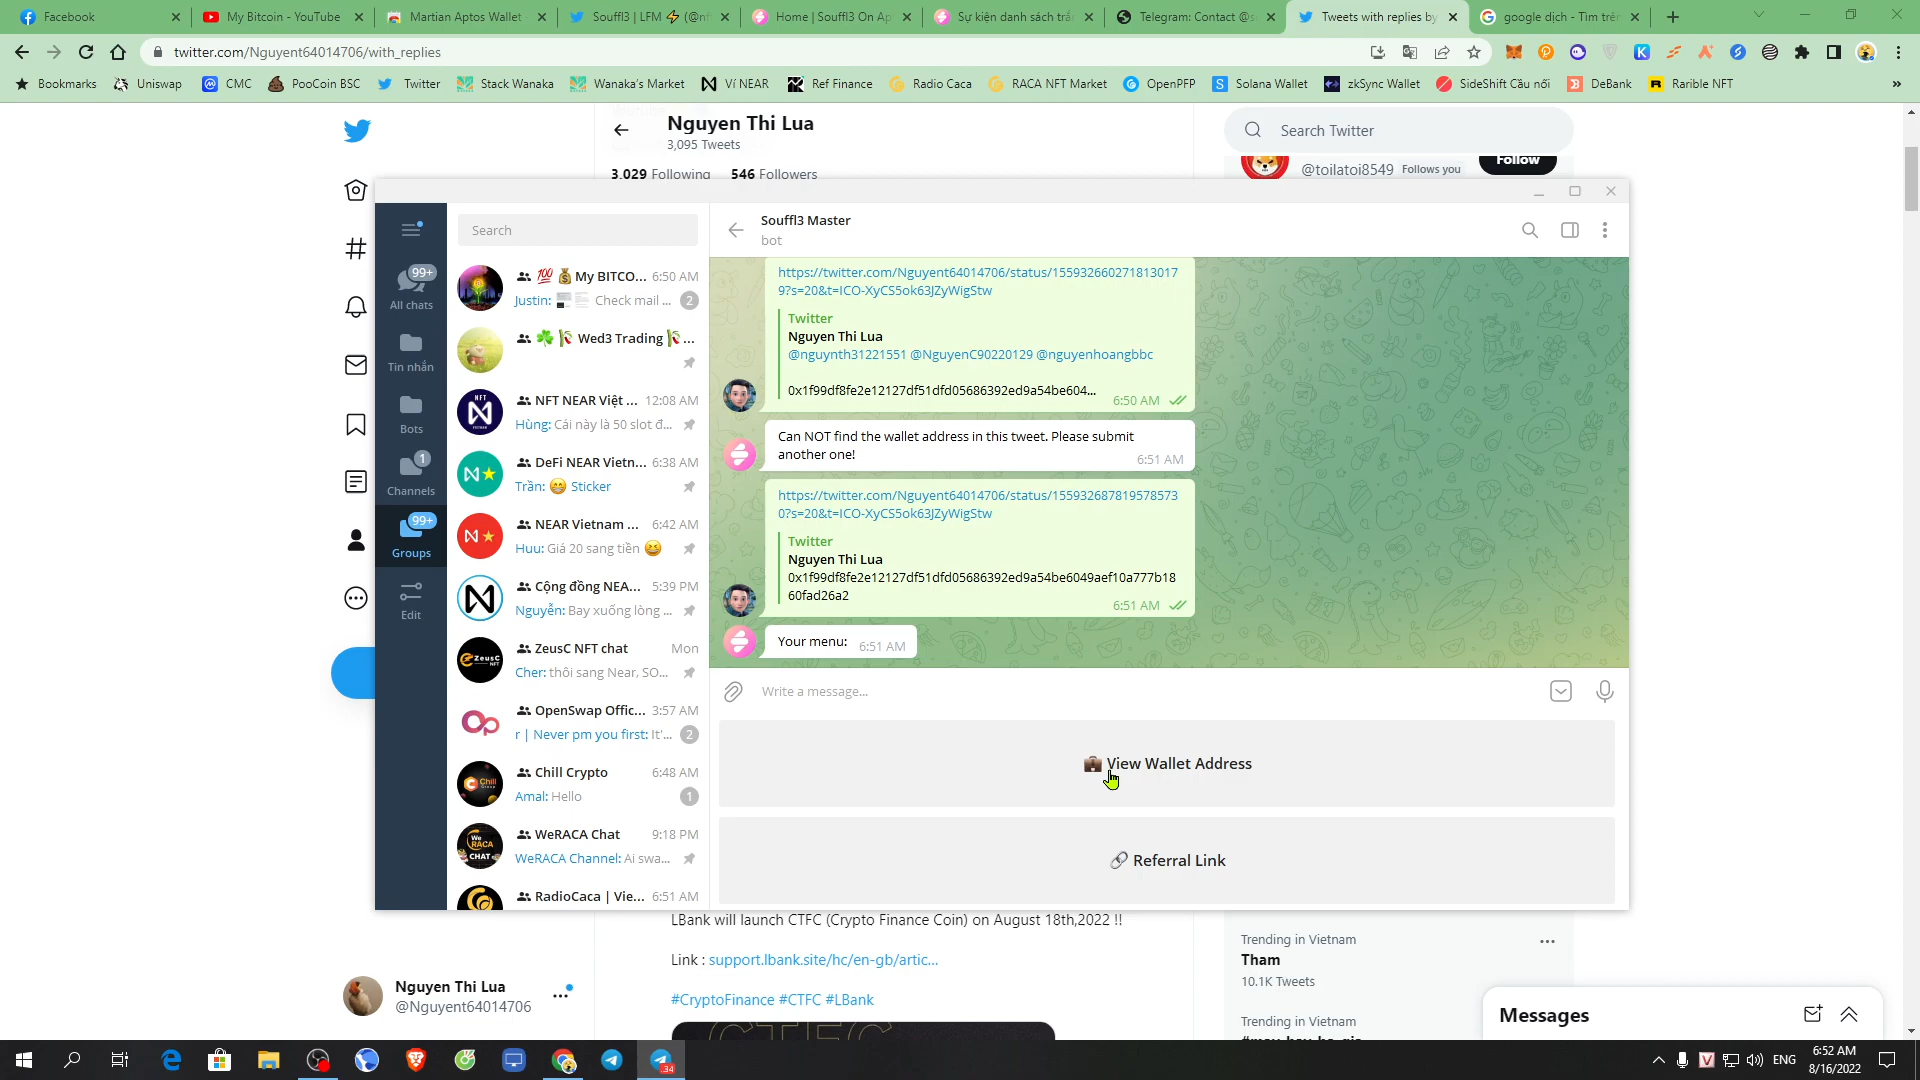 Facebook
My Bitcoin - YouTube
Martian Aptos Wallet
Souffl3 | LFM ⚡ (@nf
Home | Souffl3 On Ap
Sự kiện danh sách trắn
Telegram: Contact @s
Tweets with replies by
google dịch - Tìm trên
twitter.com/Nguyent64014706/with_replies
Bookmarks
Uniswap
CMC
PooCoin BSC
Twitter
Stack Wanaka
Wanaka's Market
Ví NEAR
Ref Finance
Radio Caca
RACA NFT Market
OpenPFP
Solana Wallet
zkSync Wallet
SideShift Cầu nối
DeBank
Rarible NFT
Nguyen Thi Lua
3,095 Tweets
3,029 Following 546 Followers
Search Twitter
@toilatoi8549 Follows you
Follow
99+
All chats
Tin nhắn
Bots
1
Channels
99+
Groups
Edit
Search
💯 💰 My BITCO... 6:50 AM
Justin: Check mail ... 2
☘️ Wed3 Trading ...
NFT NEAR Việt ... 12:08 AM
Hùng: Cái này là 50 slot đ...
DeFi NEAR Vietn... 6:38 AM
Trần: 😁 Sticker
NEAR Vietnam ... 6:42 AM
Huu: Giá 20 sang tiền 😆
Cộng đồng NEA... 5:39 PM
Nguyễn: Bay xuống lòng ...
ZeusC NFT chat Mon
Cher: thôi sang Near, SO...
OpenSwap Offic... 3:57 AM
r | Never pm you first: It'... 2
Chill Crypto 6:48 AM
Amal: Hello 1
WeRACA Chat 9:18 PM
WeRACA Channel: Ai swa...
RadioCaca | Vie... 6:51 AM
Souffl3 Master
bot
https://twitter.com/Nguyent64014706/status/155932660271813017
9?s=20&t=ICO-XyCS5ok63JZyWigStw
Twitter
Nguyen Thi Lua
@nguynth31221551 @NguyenC90220129 @nguyenhoangbbc
0x1f99df8fe2e12127df51dfd05686392ed9a54be604...
6:50 AM
Can NOT find the wallet address in this tweet. Please submit
another one!
6:51 AM
https://twitter.com/Nguyent64014706/status/155932687819578573
0?s=20&t=ICO-XyCS5ok63JZyWigStw
Twitter
Nguyen Thi Lua
0x1f99df8fe2e12127df51dfd05686392ed9a54be6049aef10a777b18
60fad26a2
6:51 AM
Your menu: 6:51 AM
Write a message...
💼 View Wallet Address
🔗 Referral Link
LBank will launch CTFC (Crypto Finance Coin) on August 18th,2022 !!
Link : support.lbank.site/hc/en-gb/artic...
#CryptoFinance #CTFC #LBank
CTFC
Nguyen Thi Lua
@Nguyent64014706
Trending in Vietnam
Tham
10.1K Tweets
Trending in Vietnam
Messages
34
ENG
6:52 AM
8/16/2022